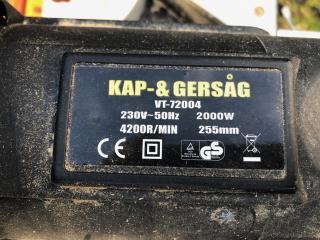 KAP-& GERSÅG
VT-72004
230V~50Hz 2000W
4200R/MIN 255mm
CE GS